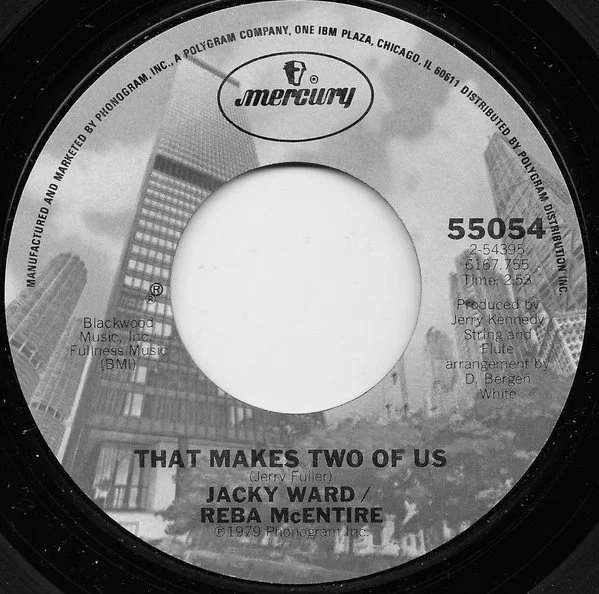 MANUFACTURED AND MARKETED BY PHONOGRAM, INC., A POLYGRAM COMPANY, ONE IBM PLAZA, CHICAGO, IL 60611 DISTRIBUTED BY POLYGRAM DISTRIBUTION INC.
mercury ®
55054
2-54395
6167.755
Time: 2:53
®
Blackwood
Music, Inc.
Fullness Music
(BMI)
Produced by
Jerry Kennedy
String and
Flute
arrangement by
D. Bergen
White
THAT MAKES TWO OF US
(Jerry Fuller)
JACKY WARD /
REBA McENTIRE
℗1979 Phonogram Inc.